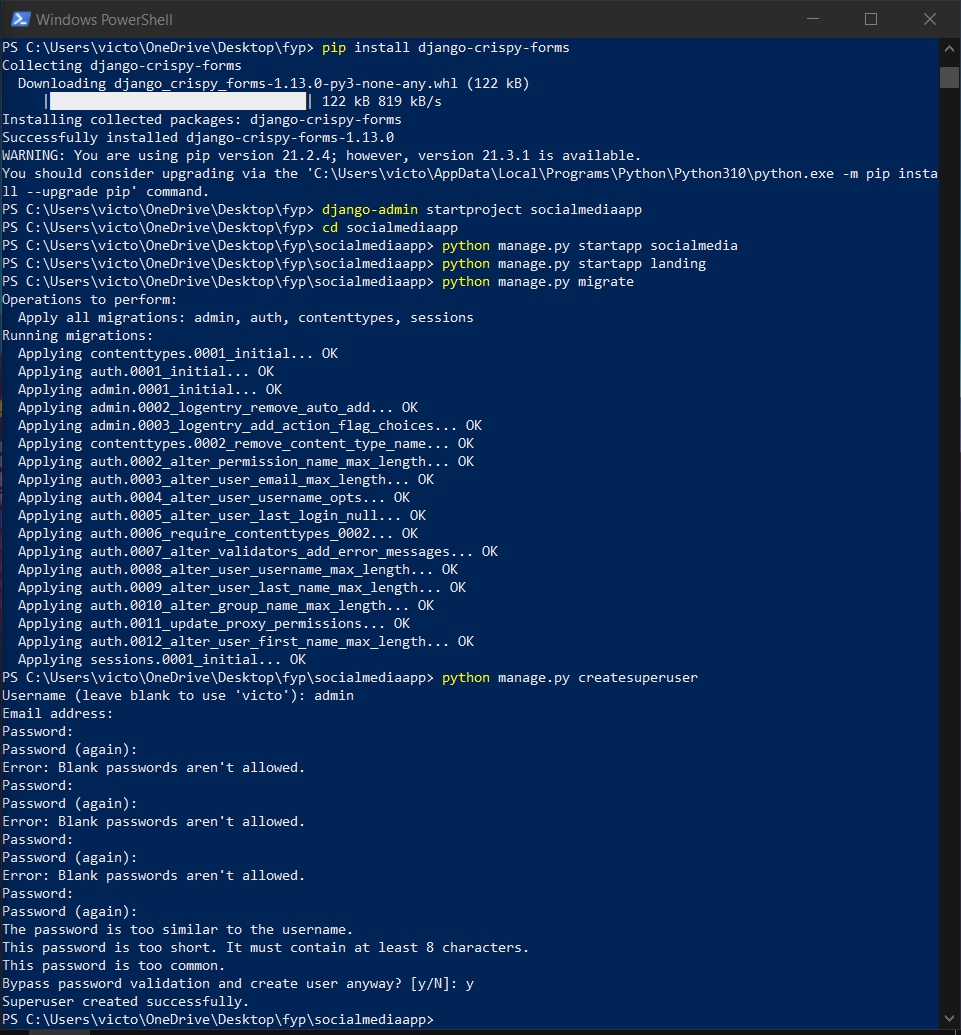 Windows PowerShell
PS C:\Users\victo\OneDrive\Desktop\fyp> pip install django-crispy-forms
Collecting django-crispy-forms
  Downloading django_crispy_forms-1.13.0-py3-none-any.whl (122 kB)
     |                                | 122 kB 819 kB/s
Installing collected packages: django-crispy-forms
Successfully installed django-crispy-forms-1.13.0
WARNING: You are using pip version 21.2.4; however, version 21.3.1 is available.
You should consider upgrading via the 'C:\Users\victo\AppData\Local\Programs\Python\Python310\python.exe -m pip insta
ll --upgrade pip' command.
PS C:\Users\victo\OneDrive\Desktop\fyp> django-admin startproject socialmediaapp
PS C:\Users\victo\OneDrive\Desktop\fyp> cd socialmediaapp
PS C:\Users\victo\OneDrive\Desktop\fyp\socialmediaapp> python manage.py startapp socialmedia
PS C:\Users\victo\OneDrive\Desktop\fyp\socialmediaapp> python manage.py startapp landing
PS C:\Users\victo\OneDrive\Desktop\fyp\socialmediaapp> python manage.py migrate
Operations to perform:
  Apply all migrations: admin, auth, contenttypes, sessions
Running migrations:
  Applying contenttypes.0001_initial... OK
  Applying auth.0001_initial... OK
  Applying admin.0001_initial... OK
  Applying admin.0002_logentry_remove_auto_add... OK
  Applying admin.0003_logentry_add_action_flag_choices... OK
  Applying contenttypes.0002_remove_content_type_name... OK
  Applying auth.0002_alter_permission_name_max_length... OK
  Applying auth.0003_alter_user_email_max_length... OK
  Applying auth.0004_alter_user_username_opts... OK
  Applying auth.0005_alter_user_last_login_null... OK
  Applying auth.0006_require_contenttypes_0002... OK
  Applying auth.0007_alter_validators_add_error_messages... OK
  Applying auth.0008_alter_user_username_max_length... OK
  Applying auth.0009_alter_user_last_name_max_length... OK
  Applying auth.0010_alter_group_name_max_length... OK
  Applying auth.0011_update_proxy_permissions... OK
  Applying auth.0012_alter_user_first_name_max_length... OK
  Applying sessions.0001_initial... OK
PS C:\Users\victo\OneDrive\Desktop\fyp\socialmediaapp> python manage.py createsuperuser
Username (leave blank to use 'victo'): admin
Email address:
Password:
Password (again):
Error: Blank passwords aren't allowed.
Password:
Password (again):
Error: Blank passwords aren't allowed.
Password:
Password (again):
Error: Blank passwords aren't allowed.
Password:
Password (again):
The password is too similar to the username.
This password is too short. It must contain at least 8 characters.
This password is too common.
Bypass password validation and create user anyway? [y/N]: y
Superuser created successfully.
PS C:\Users\victo\OneDrive\Desktop\fyp\socialmediaapp>